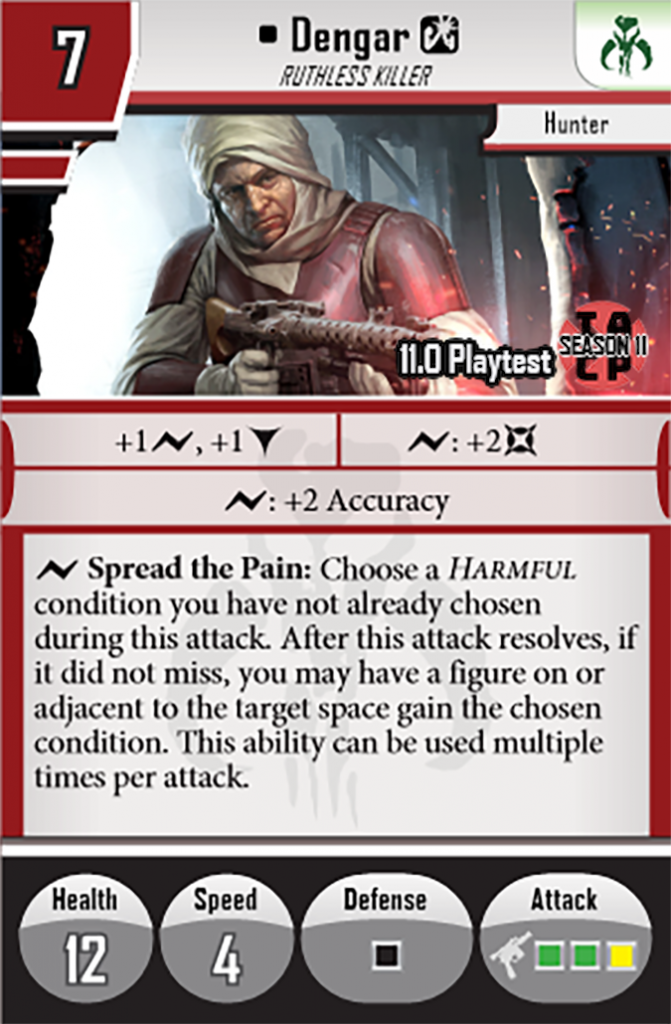 7
Dengar
RUTHLESS KILLER
Hunter
11.0 Playtest
SEASON 11
+1, +1
: +2
: +2 Accuracy
Spread the Pain: Choose a HARMFUL
condition you have not already chosen
during this attack. After this attack resolves, if
it did not miss, you may have a figure on or
adjacent to the target space gain the chosen
condition. This ability can be used multiple
times per attack.
Health
12
Speed
4
Defense
Attack